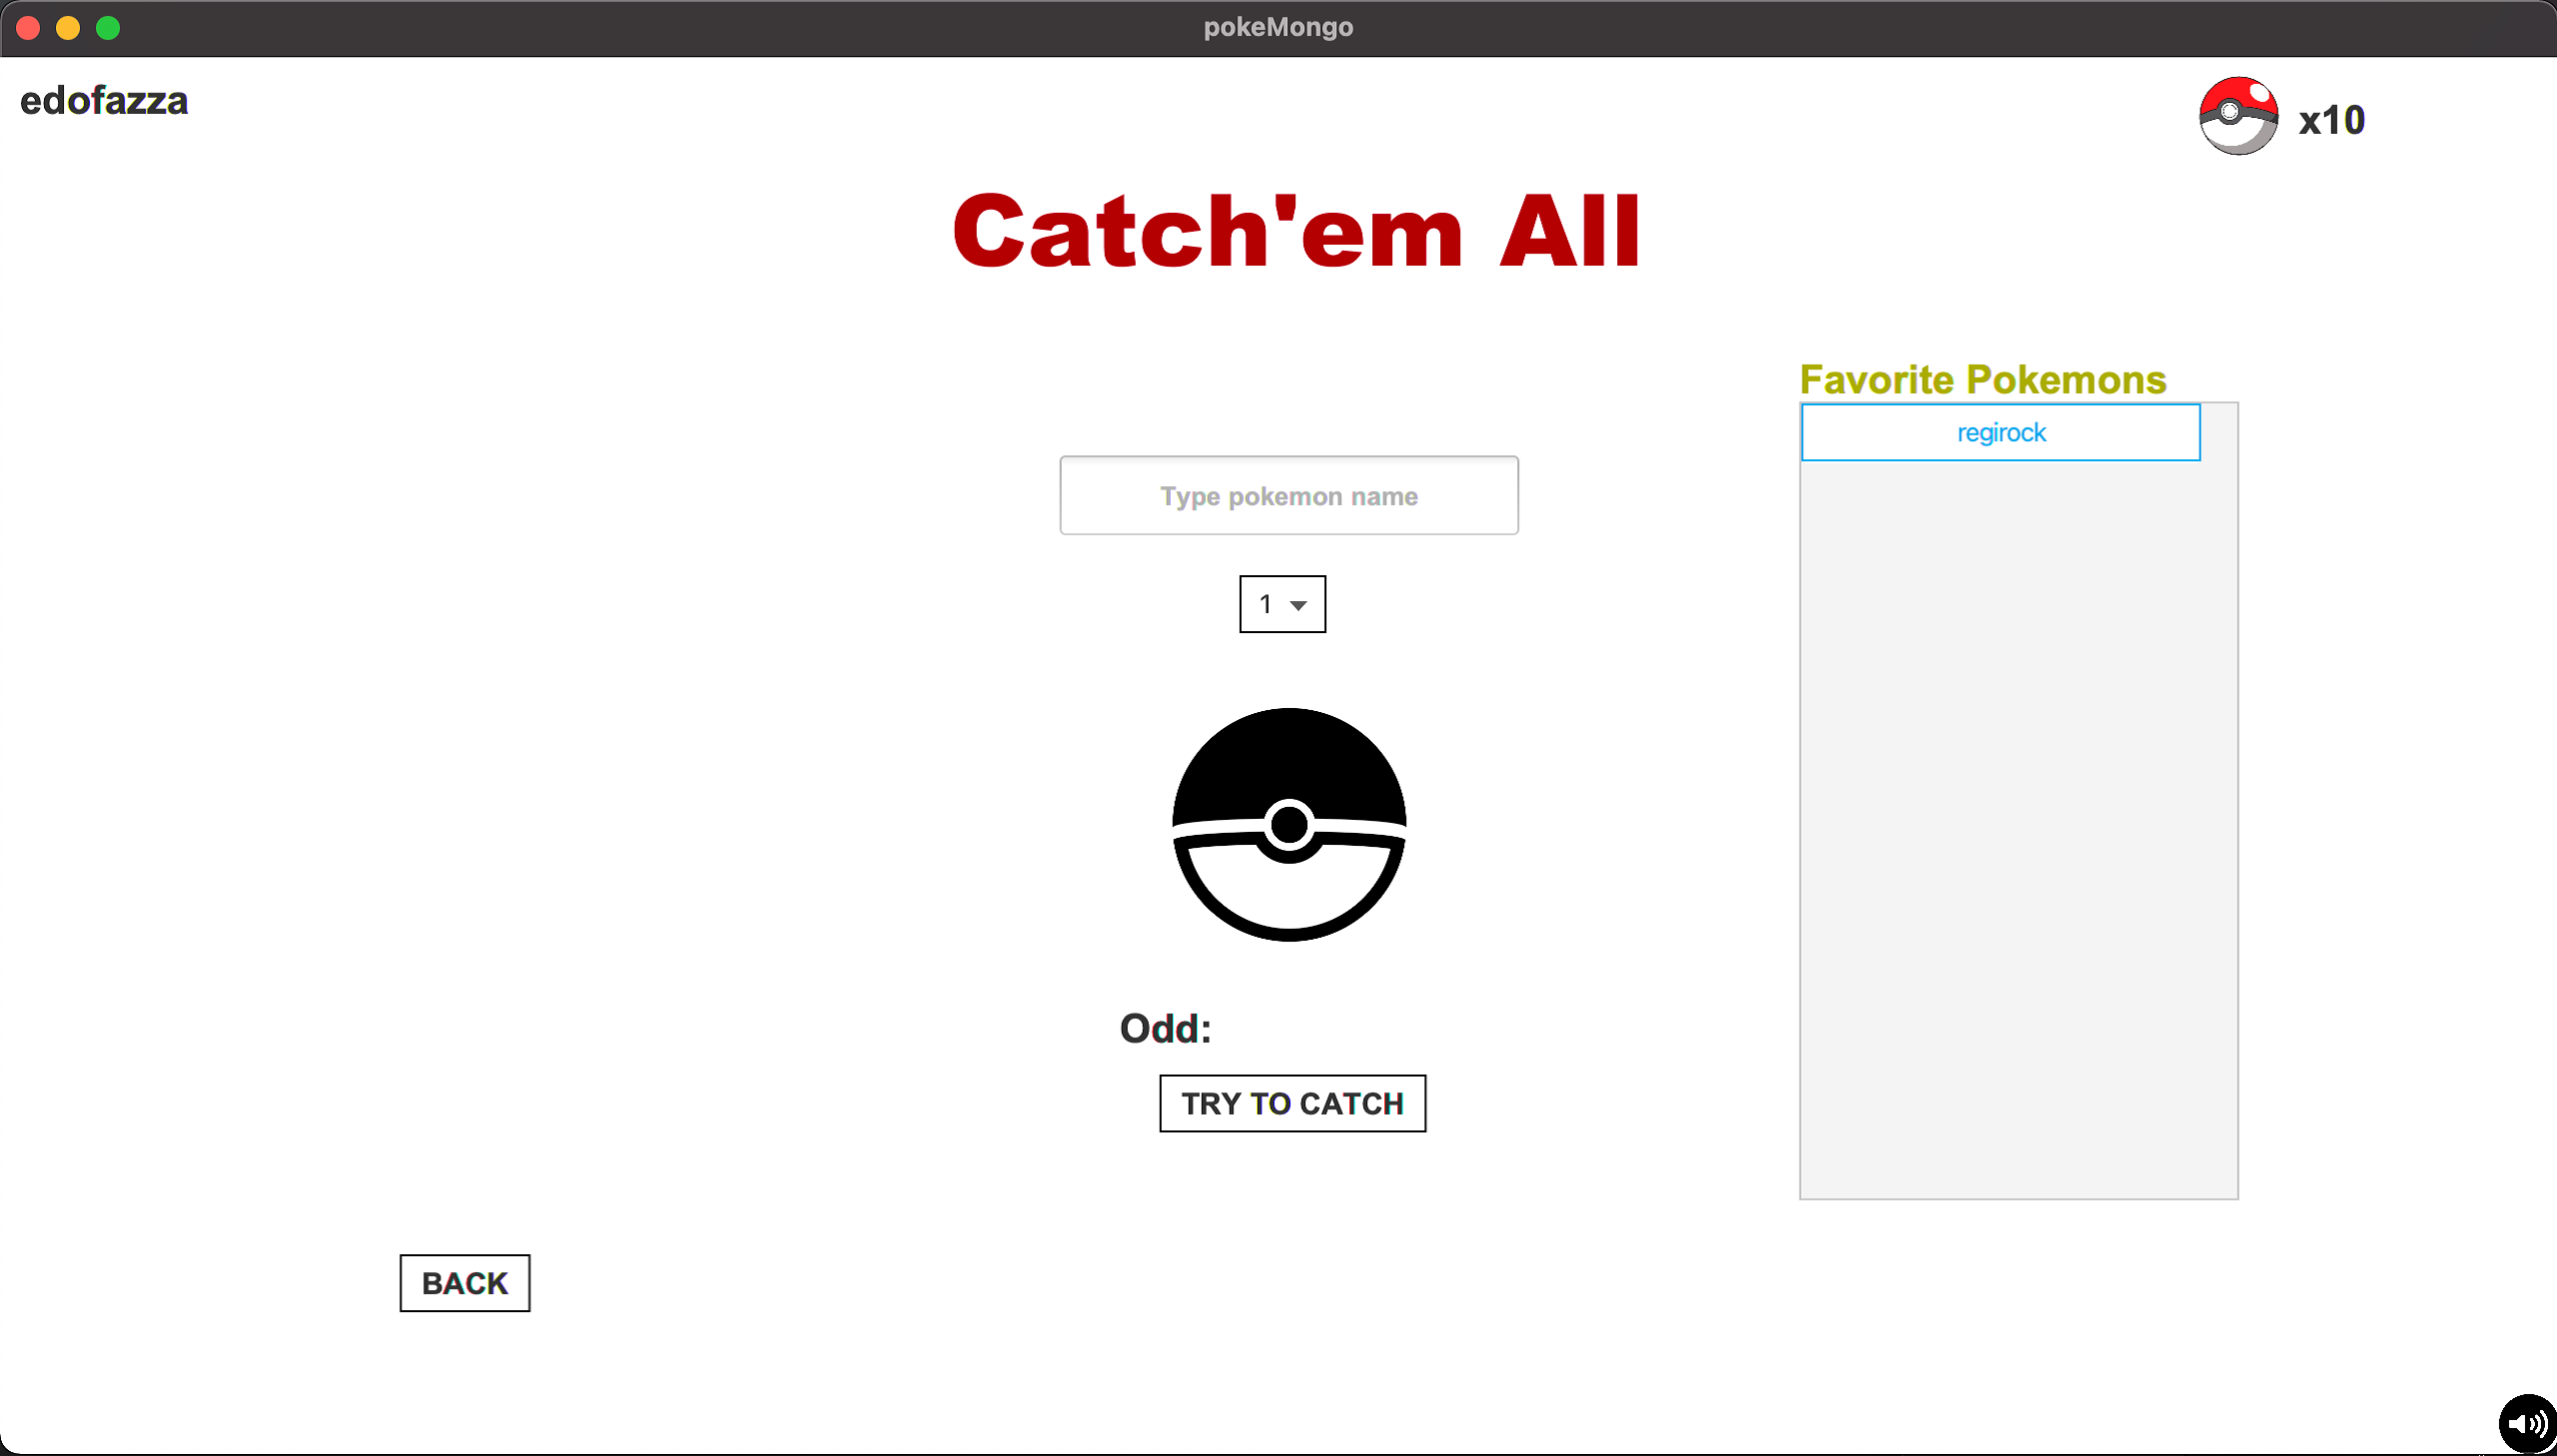 pokeMongo
edofazza
x10
Catch'em All
Favorite Pokemons
regirock
Type pokemon name
1
Odd:
TRY TO CATCH
BACK